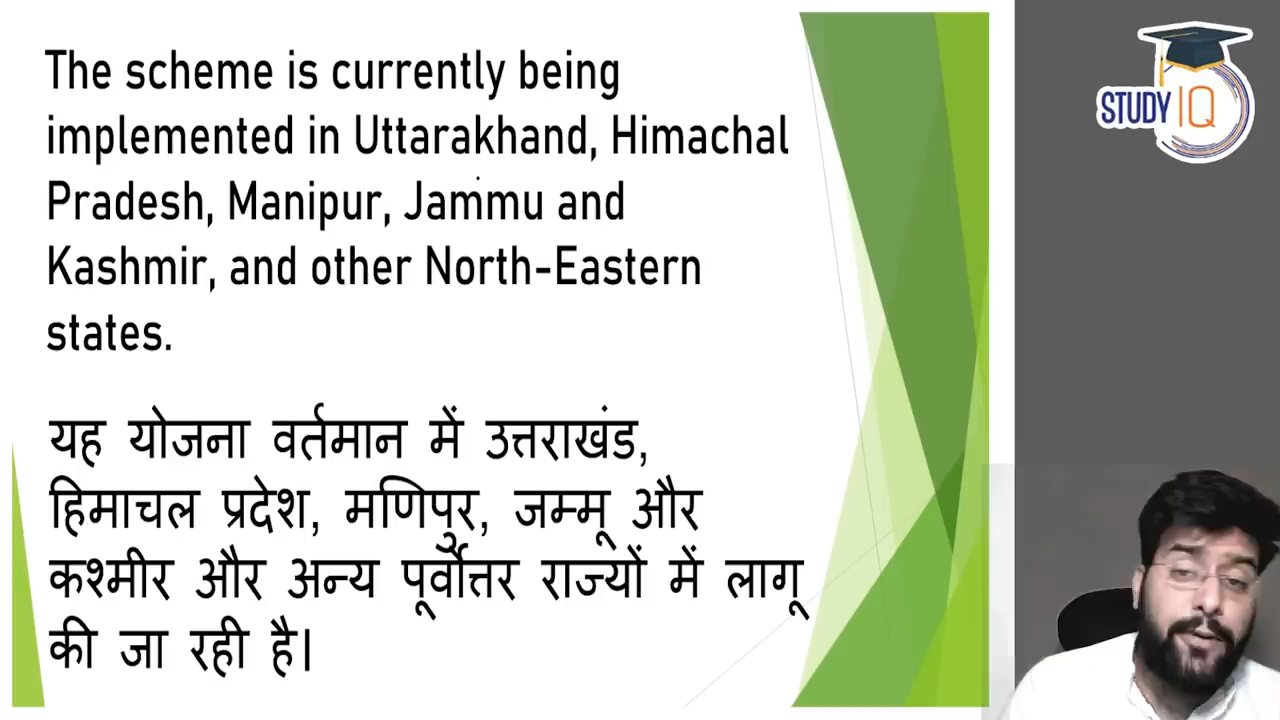 The scheme is currently being
implemented in Uttarakhand, Himachal
Pradesh, Manipur, Jammu and
Kashmir, and other North-Eastern
states.
यह योजना वर्तमान में उत्तराखंड,
हिमाचल प्रदेश, मणिपुर, जम्मू और
कश्मीर और अन्य पूर्वोत्तर राज्यों में लागू
की जा रही है।
STUDY IQ